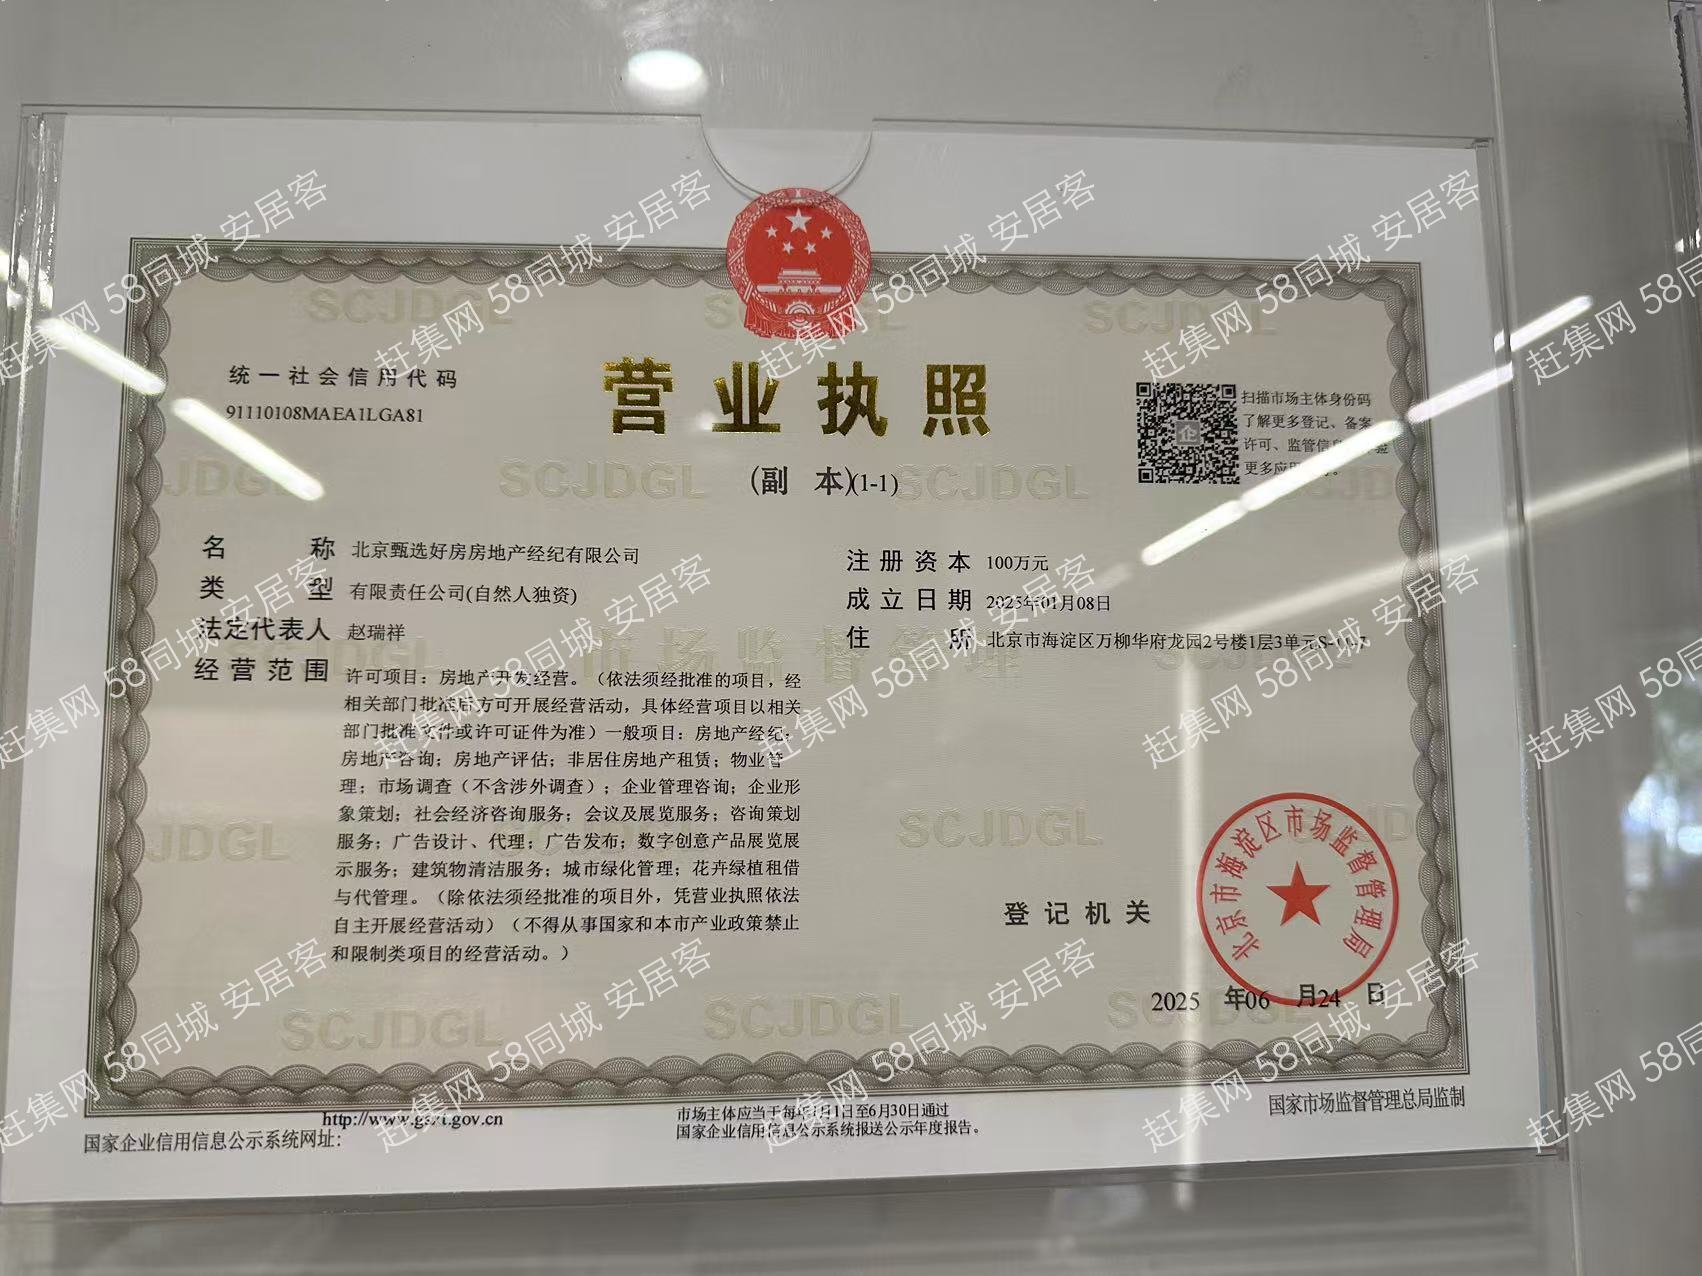 统一社会信用代码
91110108MAEA1LGA81
营业执照
(副 本)(1-1)
扫描市场主体身份码
了解更多登记、备案
许可、监管信
更多应
名 称 北京甄选好房房地产经纪有限公司
类 型 有限责任公司(自然人独资)
法定代表人 赵瑞祥
经营范围 许可项目：房地产开发经营。（依法须经批准的项目，经
相关部门批准后方可开展经营活动，具体经营项目以相关
部门批准文件或许可证件为准）一般项目：房地产经纪；
房地产咨询；房地产评估；非居住房地产租赁；物业管
理；市场调查（不含涉外调查）；企业管理咨询；企业形
象策划；社会经济咨询服务；会议及展览服务；咨询策划
服务；广告设计、代理；广告发布；数字创意产品展览展
示服务；建筑物清洁服务；城市绿化管理；花卉绿植租借
与代管理。（除依法须经批准的项目外，凭营业执照依法
自主开展经营活动）（不得从事国家和本市产业政策禁止
和限制类项目的经营活动。）
注册资本 100万元
成立日期 2025年01月08日
住 所 北京市海淀区万柳华府龙园2号楼1层3单元
登记机关
北京市海淀区市场监督管理局
2025 年06 月24 日
国家企业信用信息公示系统网址：
http://www.gsxt.gov.cn
市场主体应当于每年1月1日至6月30日通过
国家企业信用信息公示系统报送公示年度报告。
国家市场监督管理总局监制
SCJDGL
市场监督管理
赶集网 58同城 安居客